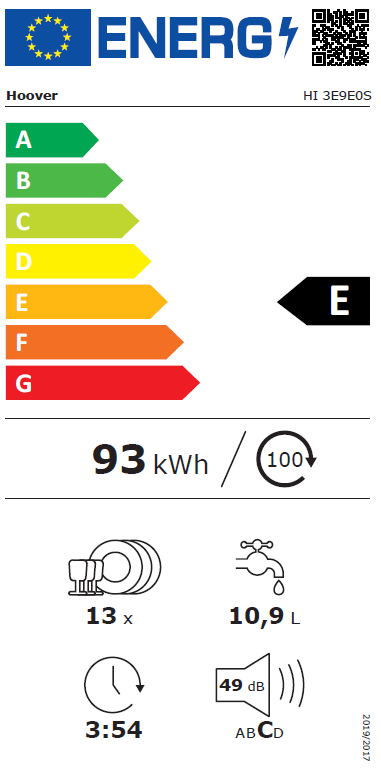 ENERG
Hoover HI 3E9E0S
A
B
C
D
E
E
F
G
93 kWh / 100
13 x
10,9 L
3:54
49 dB
ABCD
2019/2017